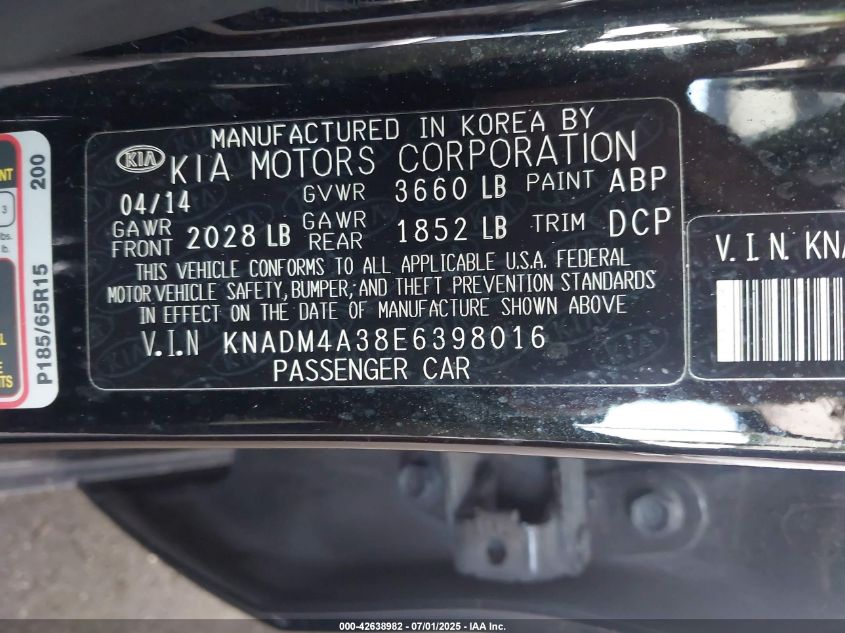 MANUFACTURED IN KOREA BY
KIA KIA MOTORS CORPORATION
04/14 GVWR 3660 LB PAINT ABP
GAWR FRONT 2028 LB GAWR REAR 1852 LB TRIM DCP
THIS VEHICLE CONFORMS TO ALL APPLICABLE U.S.A. FEDERAL
MOTOR VEHICLE SAFETY, BUMPER, AND THEFT PREVENTION STANDARDS
IN EFFECT ON THE DATE OF MANUFACTURE SHOWN ABOVE
V.I.N KNADM4A38E6398016
PASSENGER CAR
V.I.N. KNA
P185/65R15 200
3
000-42638982 / 07/01/2025 - IAA, Inc.